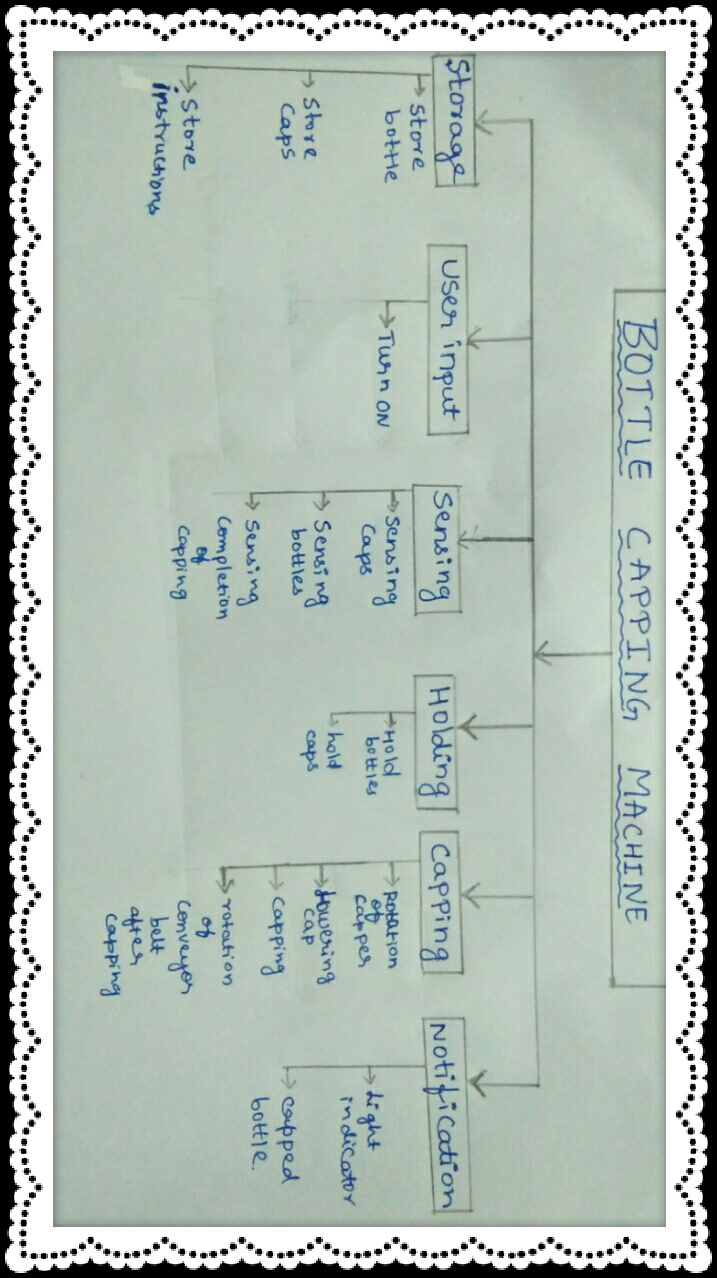 BOTTLE CAPPING MACHINE
Storage
Store
bottle
Store
caps
Store
instructions
User input
Turn ON
Sensing
Sensing
Caps
Sensing
bottles
Sensing
Completion
of
Capping
Holding
Hold
bottles
hold
caps
Capping
Rotation
of
Capper
Lowering
cap
Capping
rotation
of
Conveyor
belt
after
Capping
Notification
Light
indicator
capped
bottle.